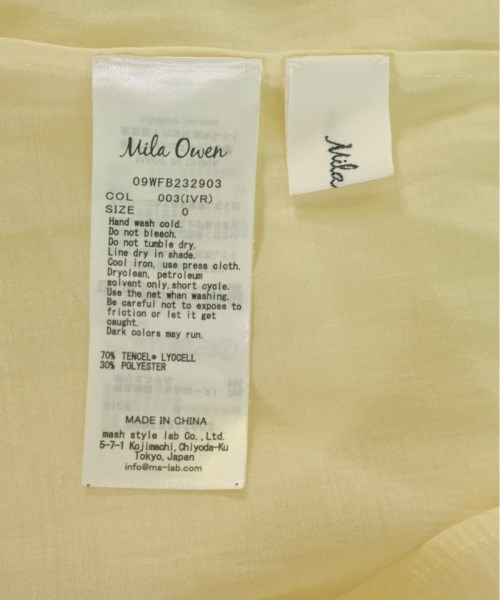 Mila Owen
09WFB232903
COL 003(IVR)
SIZE 0
Hand wash cold.
Do not bleach.
Do not tumble dry.
Line dry in shade.
Cool iron, use press cloth.
Dryclean, petroleum
solvent only,short cycle.
Use the net when washing.
Be careful not to expose to
friction or let it get
caught.
Dark colors may run.
70% TENCEL® LYOCELL
30% POLYESTER
MADE IN CHINA
mash style lab Co.,Ltd.
5-7-1 Kojimachi,Chiyoda-Ku
Tokyo,Japan
info@ms-lab.com
Mila